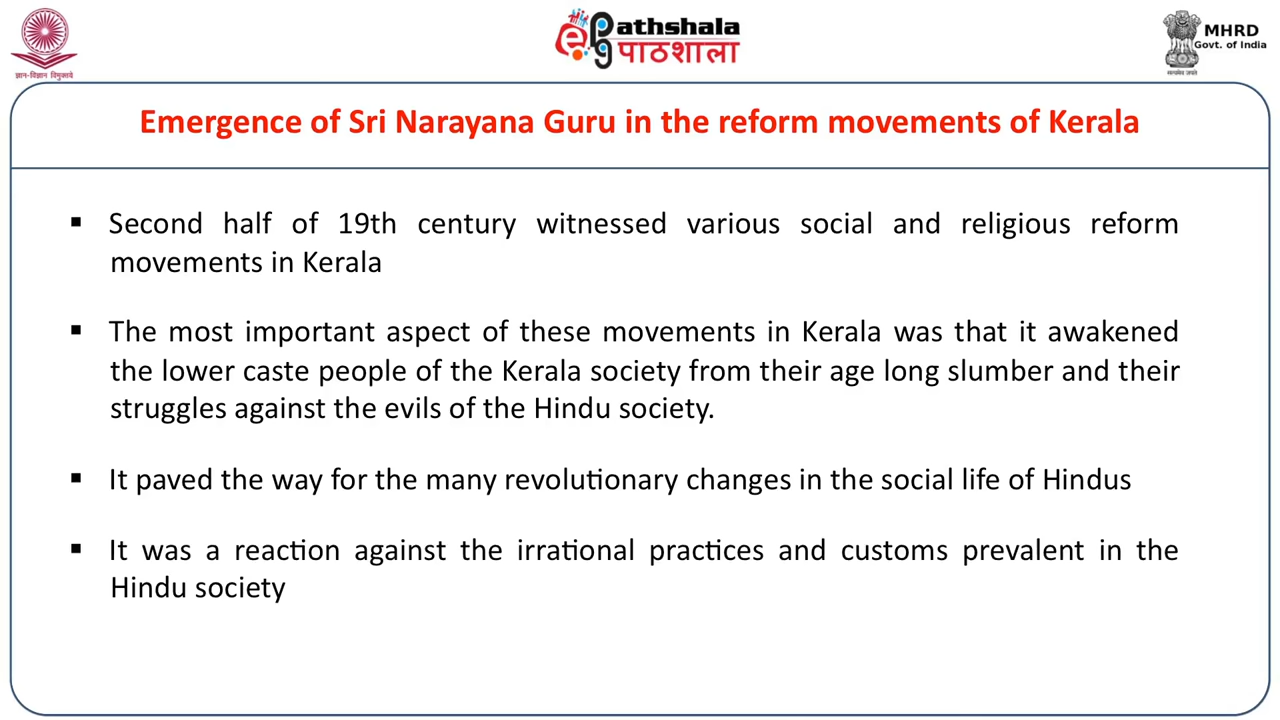 ज्ञान-विज्ञान विमुक्तये
ePG Pathshala
पाठशाला
MHRD
Govt. of India
सत्यमेव जयते
Emergence of Sri Narayana Guru in the reform movements of Kerala
▪ Second half of 19th century witnessed various social and religious reform
movements in Kerala
▪ The most important aspect of these movements in Kerala was that it awakened
the lower caste people of the Kerala society from their age long slumber and their
struggles against the evils of the Hindu society.
▪ It paved the way for the many revolutionary changes in the social life of Hindus
▪ It was a reaction against the irrational practices and customs prevalent in the
Hindu society